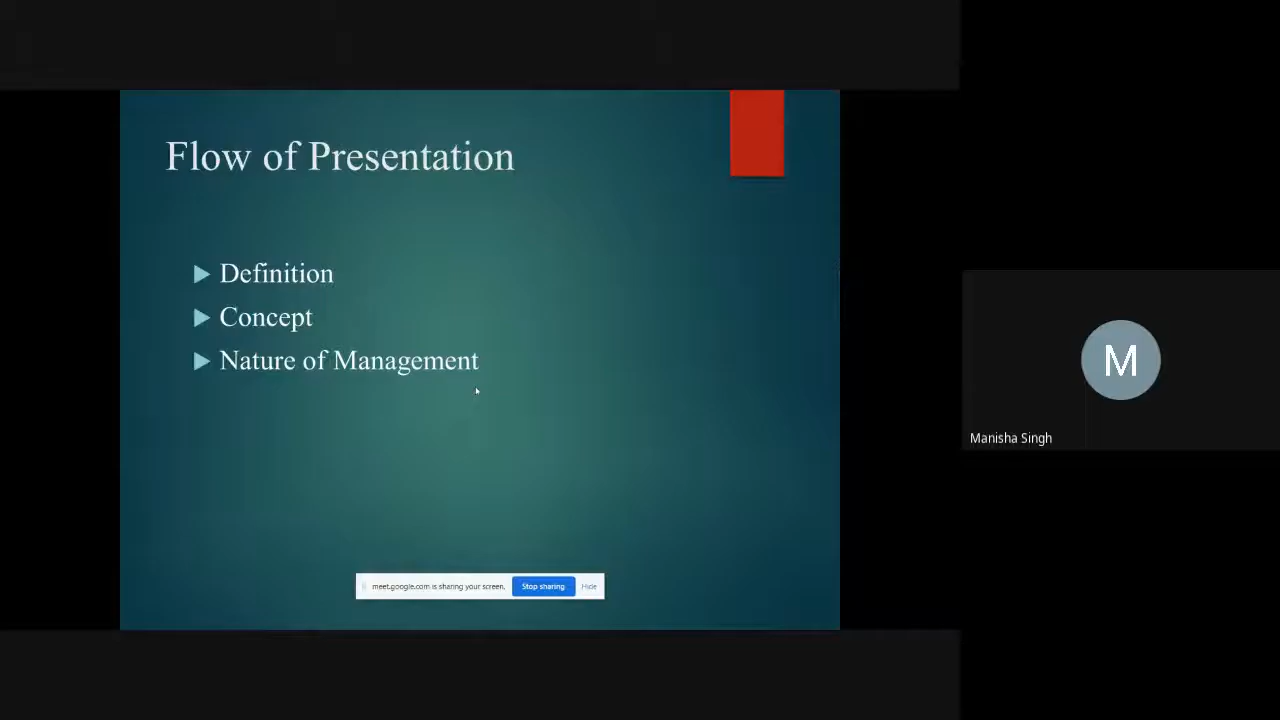 Flow of Presentation
Definition
Concept
Nature of Management
meet.google.com is sharing your screen. Stop sharing Hide
M
Manisha Singh